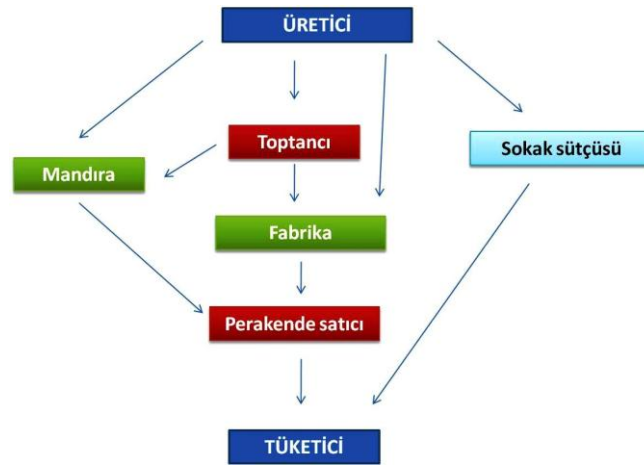 ÜRETİCİ
Toptancı
Sokak sütçüsü
Mandıra
Fabrika
Perakende satıcı
TÜKETİCİ